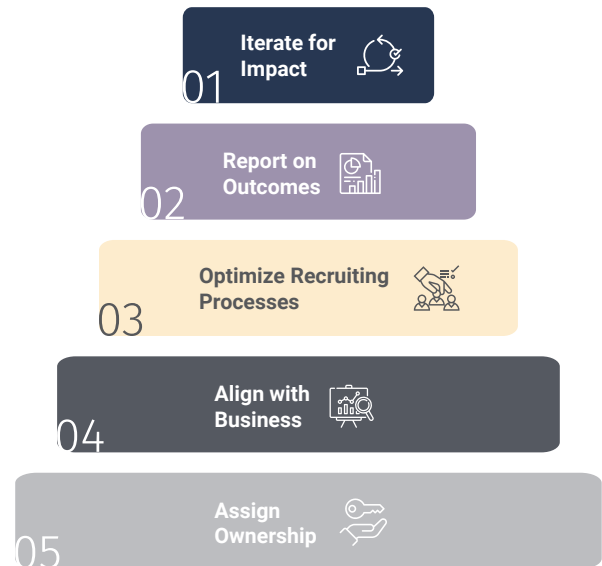 Iterate for
Impact
01
Report on
Outcomes
02
Optimize Recruiting
Processes
03
Align with
Business
04
Assign
Ownership
05